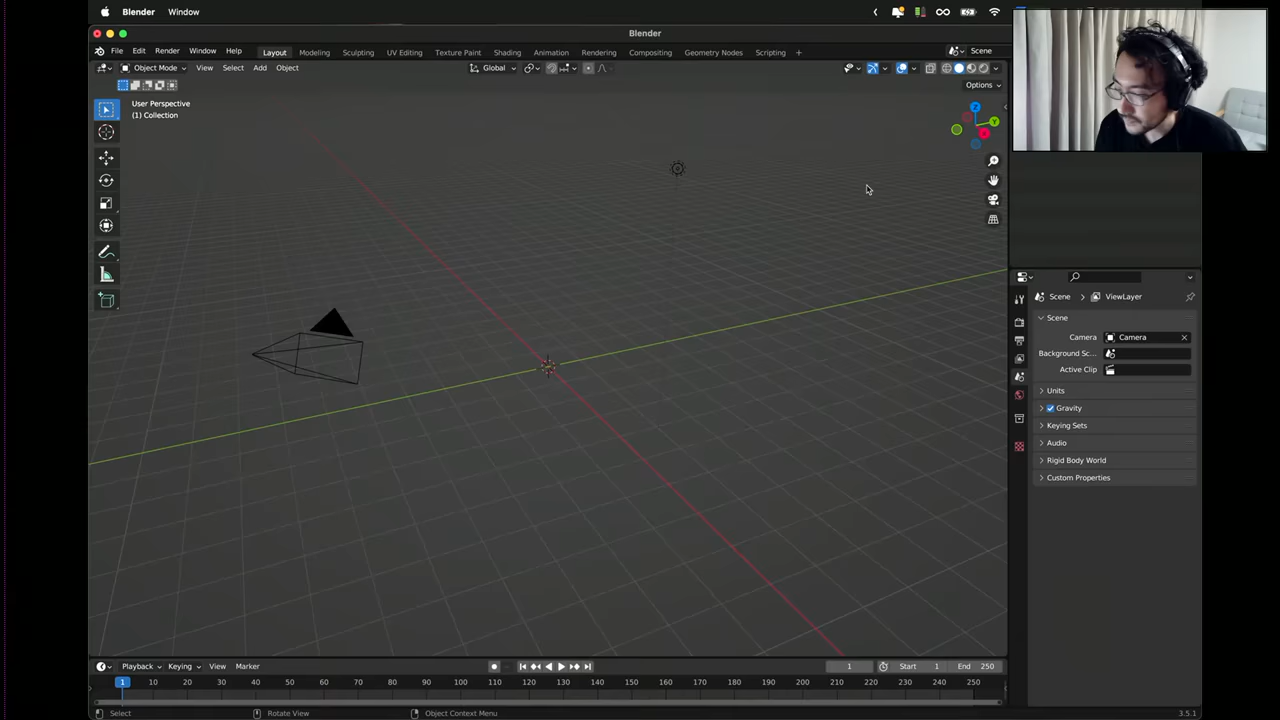 Blender Window
Blender
File Edit Render Window Help Layout Modeling Sculpting UV Editing Texture Paint Shading Animation Rendering Compositing Geometry Nodes Scripting + Scene
Object Mode View Select Add Object Global
Options
User Perspective
(1) Collection
Z
Y
X
Scene > ViewLayer
Scene
Camera Camera
Background Sc...
Active Clip
Units
Gravity
Keying Sets
Audio
Rigid Body World
Custom Properties
Playback Keying View Marker 1 Start 1 End 250
1 10 20 30 40 50 60 70 80 90 100 110 120 130 140 150 160 170 180 190 200 210 220 230 240 250
Select Rotate View Object Context Menu 3.5.1